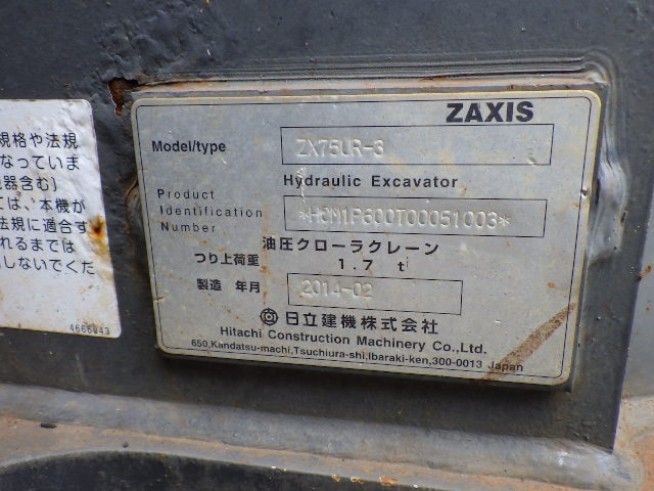 ZAXIS
Model/type ZX75UR-3
Hydraulic Excavator
Product
Identification
Number *HCM1P600T00051003*
油圧クローラクレーン
つり上荷重 1.7 t
製造 年月 2014-02
日立建機株式会社
Hitachi Construction Machinery Co.,Ltd.
650,Kandatsu-machi,Tsuchiura-shi,Ibaraki-ken,300-0013 Japan
規格や法規
なっていま
器含む)
ては、本機が
法規に適合す
れるまでは
しないでくだ
4666043